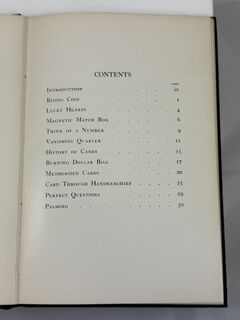 CONTENTS
PAGE
INTRODUCTION . . . . . . . . vi
RISING COIN . . . . . . . . 1
LUCKY HEARTS . . . . . . . . 4
MAGNETIC MATCH BOX . . . . . . 6
THINK OF A NUMBER . . . . . . 9
VANISHING QUARTER . . . . . . 11
HISTORY OF CARDS . . . . . . 15
BURNING DOLLAR BILL . . . . . . 17
MESMERIZED CARDS . . . . . . 20
CARD THROUGH HANDKERCHIEF . . . . 25
PERFECT QUESTIONS . . . . . . 29
PALMING . . . . . . . . . 30